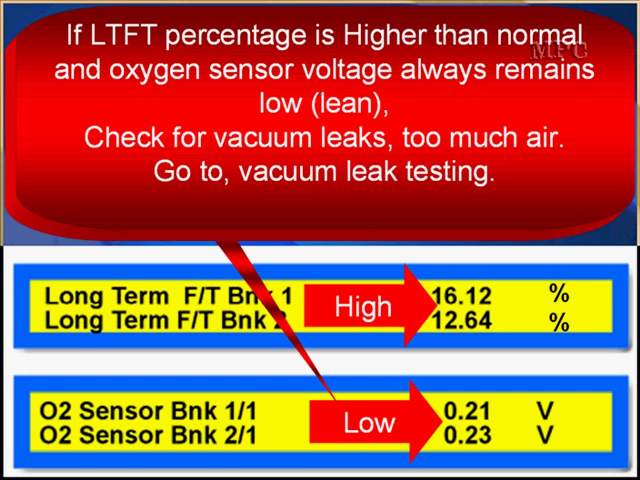 If LTFT percentage is Higher than normal
MPC
and oxygen sensor voltage always remains
low (lean),
Check for vacuum leaks, too much air.
Go to, vacuum leak testing.
Long Term F/T Bnk 1 High 16.12 %
Long Term F/T Bnk 2 12.64 %
O2 Sensor Bnk 1/1 0.21 V
Low
O2 Sensor Bnk 2/1 0.23 V